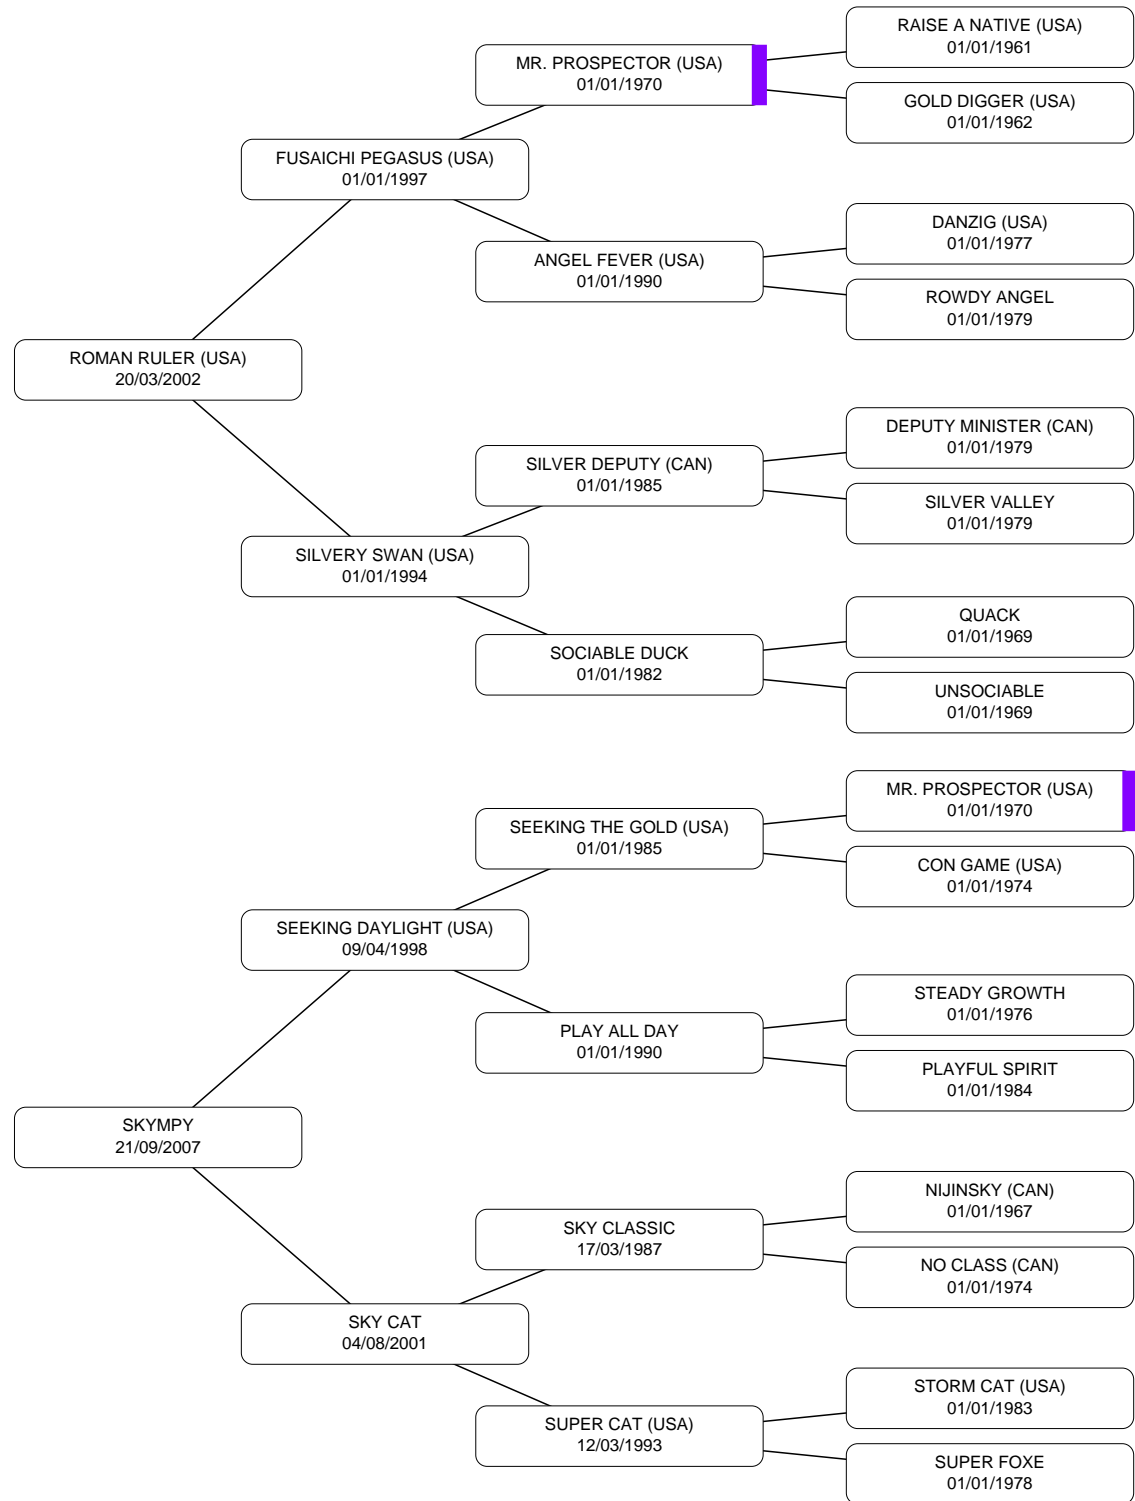 RAISE A NATIVE (USA)
01/01/1961
MR. PROSPECTOR (USA)
01/01/1970
GOLD DIGGER (USA)
01/01/1962
FUSAICHI PEGASUS (USA)
01/01/1997
DANZIG (USA)
01/01/1977
ANGEL FEVER (USA)
01/01/1990
ROWDY ANGEL
01/01/1979
ROMAN RULER (USA)
20/03/2002
DEPUTY MINISTER (CAN)
01/01/1979
SILVER DEPUTY (CAN)
01/01/1985
SILVER VALLEY
01/01/1979
SILVERY SWAN (USA)
01/01/1994
QUACK
01/01/1969
SOCIABLE DUCK
01/01/1982
UNSOCIABLE
01/01/1969
MR. PROSPECTOR (USA)
01/01/1970
SEEKING THE GOLD (USA)
01/01/1985
CON GAME (USA)
01/01/1974
SEEKING DAYLIGHT (USA)
09/04/1998
STEADY GROWTH
01/01/1976
PLAY ALL DAY
01/01/1990
PLAYFUL SPIRIT
01/01/1984
SKYMPY
21/09/2007
NIJINSKY (CAN)
01/01/1967
SKY CLASSIC
17/03/1987
NO CLASS (CAN)
01/01/1974
SKY CAT
04/08/2001
STORM CAT (USA)
01/01/1983
SUPER CAT (USA)
12/03/1993
SUPER FOXE
01/01/1978